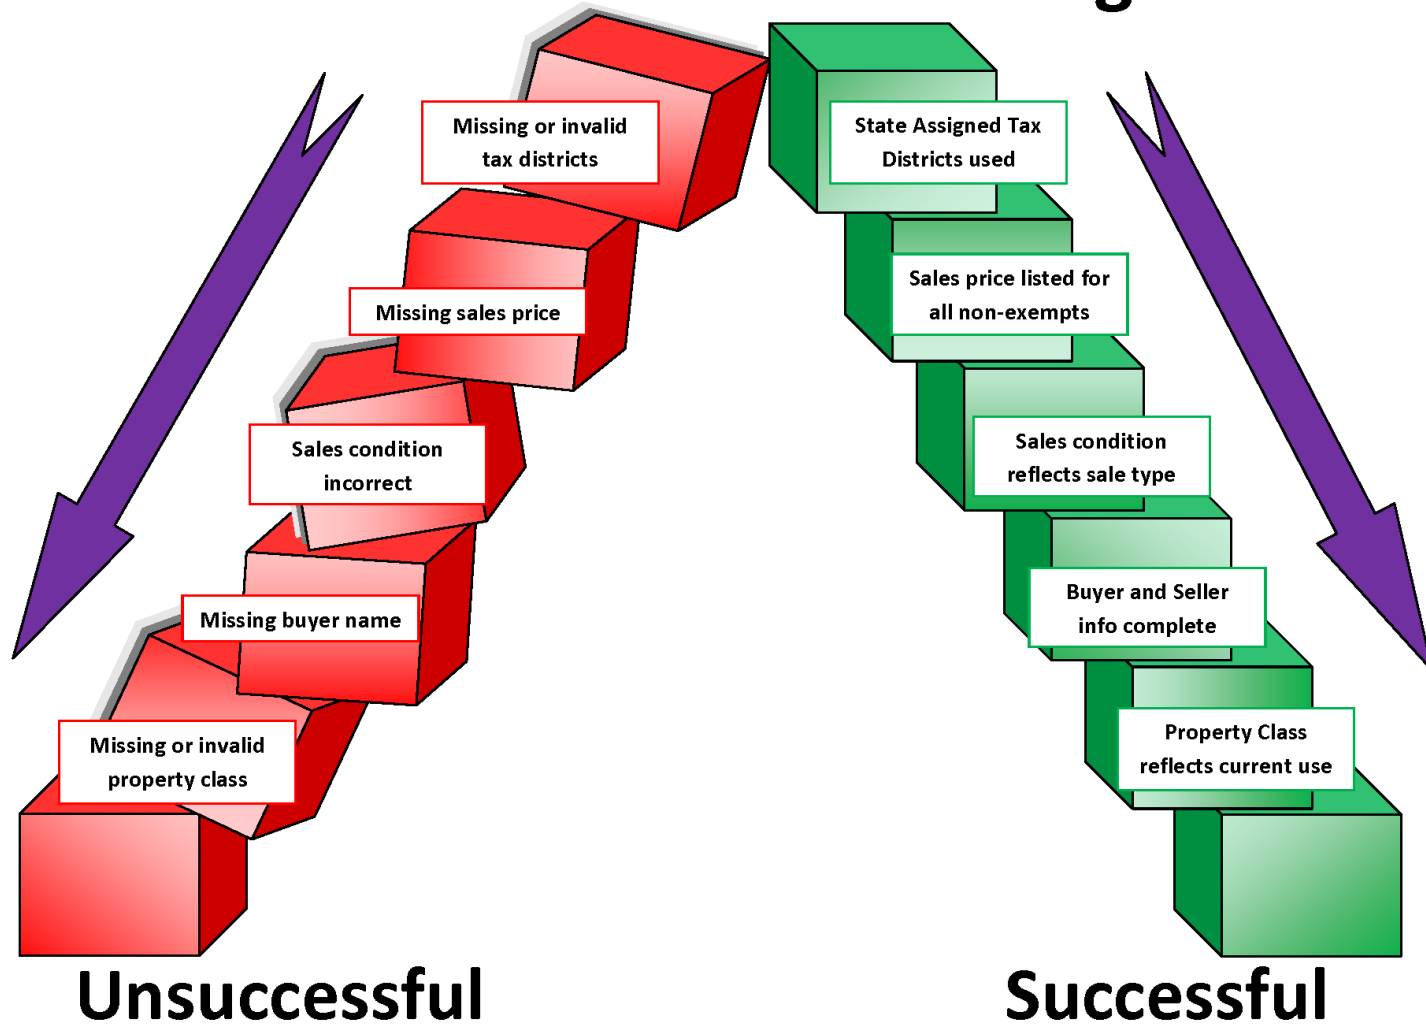 Missing or invalid
tax districts
Missing sales price
Sales condition
incorrect
Missing buyer name
Missing or invalid
property class
Unsuccessful
State Assigned Tax
Districts used
Sales price listed for
all non-exempts
Sales condition
reflects sale type
Buyer and Seller
info complete
Property Class
reflects current use
Successful